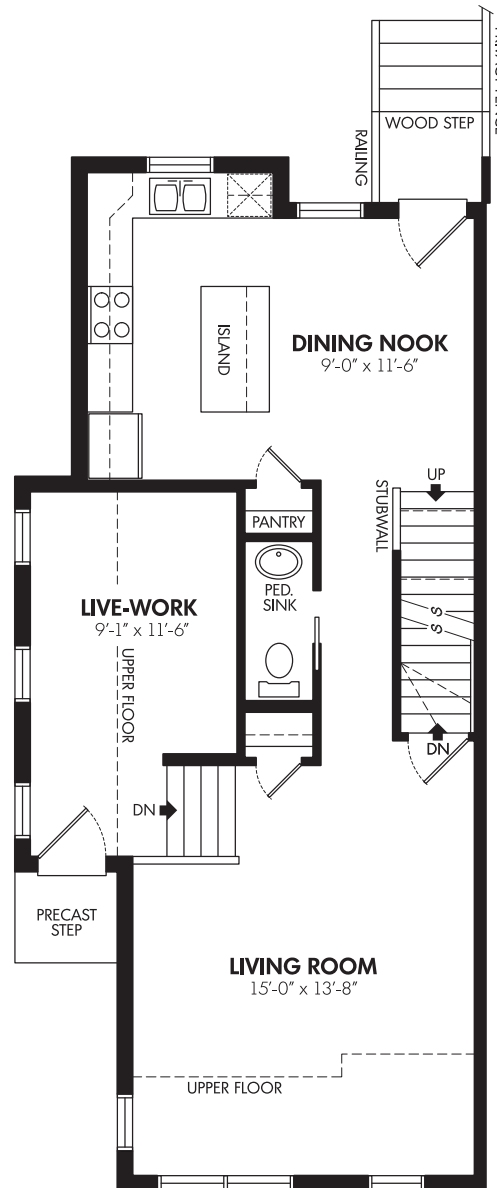 WOOD STEP
RAILING
DINING NOOK
9'-0" x 11'-6"
ISLAND
UP
STUBWALL
PANTRY
PED.
SINK
LIVE-WORK
9'-1" x 11'-6"
UPPER FLOOR
S S
DN
DN
PRECAST
STEP
LIVING ROOM
15'-0" x 13'-8"
UPPER FLOOR